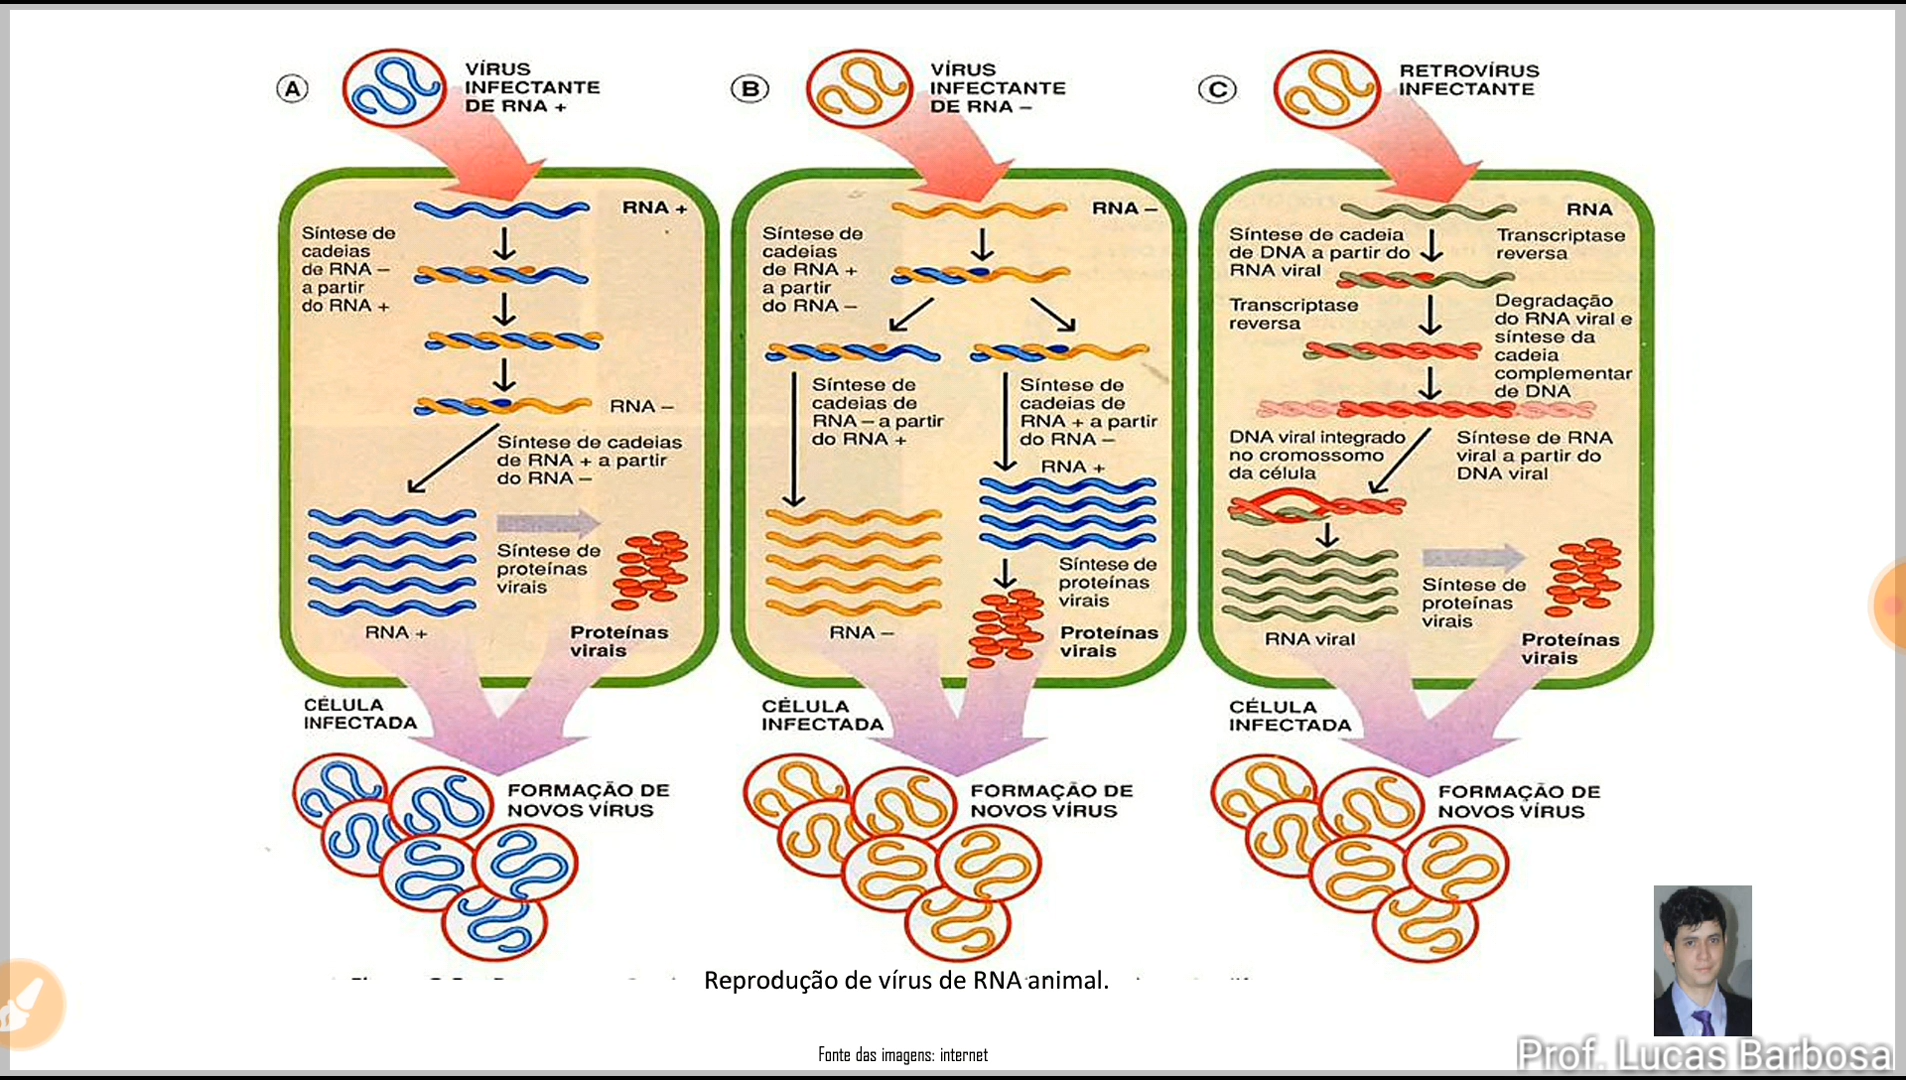 A
VÍRUS
INFECTANTE
DE RNA +
RNA +
Síntese de
cadeias
de RNA –
a partir
do RNA +
RNA –
Síntese de cadeias
de RNA + a partir
do RNA –
Síntese de
proteínas
virais
RNA +
Proteínas
virais
CÉLULA
INFECTADA
FORMAÇÃO DE
NOVOS VÍRUS
B
VÍRUS
INFECTANTE
DE RNA –
RNA –
Síntese de
cadeias
de RNA +
a partir
do RNA –
Síntese de
cadeias de
RNA – a partir
do RNA +
Síntese de
cadeias de
RNA + a partir
do RNA –
RNA +
Síntese de
proteínas
virais
RNA –
Proteínas
virais
CÉLULA
INFECTADA
FORMAÇÃO DE
NOVOS VÍRUS
C
RETROVÍRUS
INFECTANTE
RNA
Síntese de cadeia
de DNA a partir do
RNA viral
Transcriptase
reversa
Transcriptase
reversa
Degradação
do RNA viral e
síntese da
cadeia
complementar
de DNA
DNA viral integrado
no cromossomo
da célula
Síntese de RNA
viral a partir do
DNA viral
Síntese de
proteínas
virais
RNA viral
Proteínas
virais
CÉLULA
INFECTADA
FORMAÇÃO DE
NOVOS VÍRUS
Reprodução de vírus de RNA animal.
Fonte das imagens: internet
Prof. Lucas Barbosa